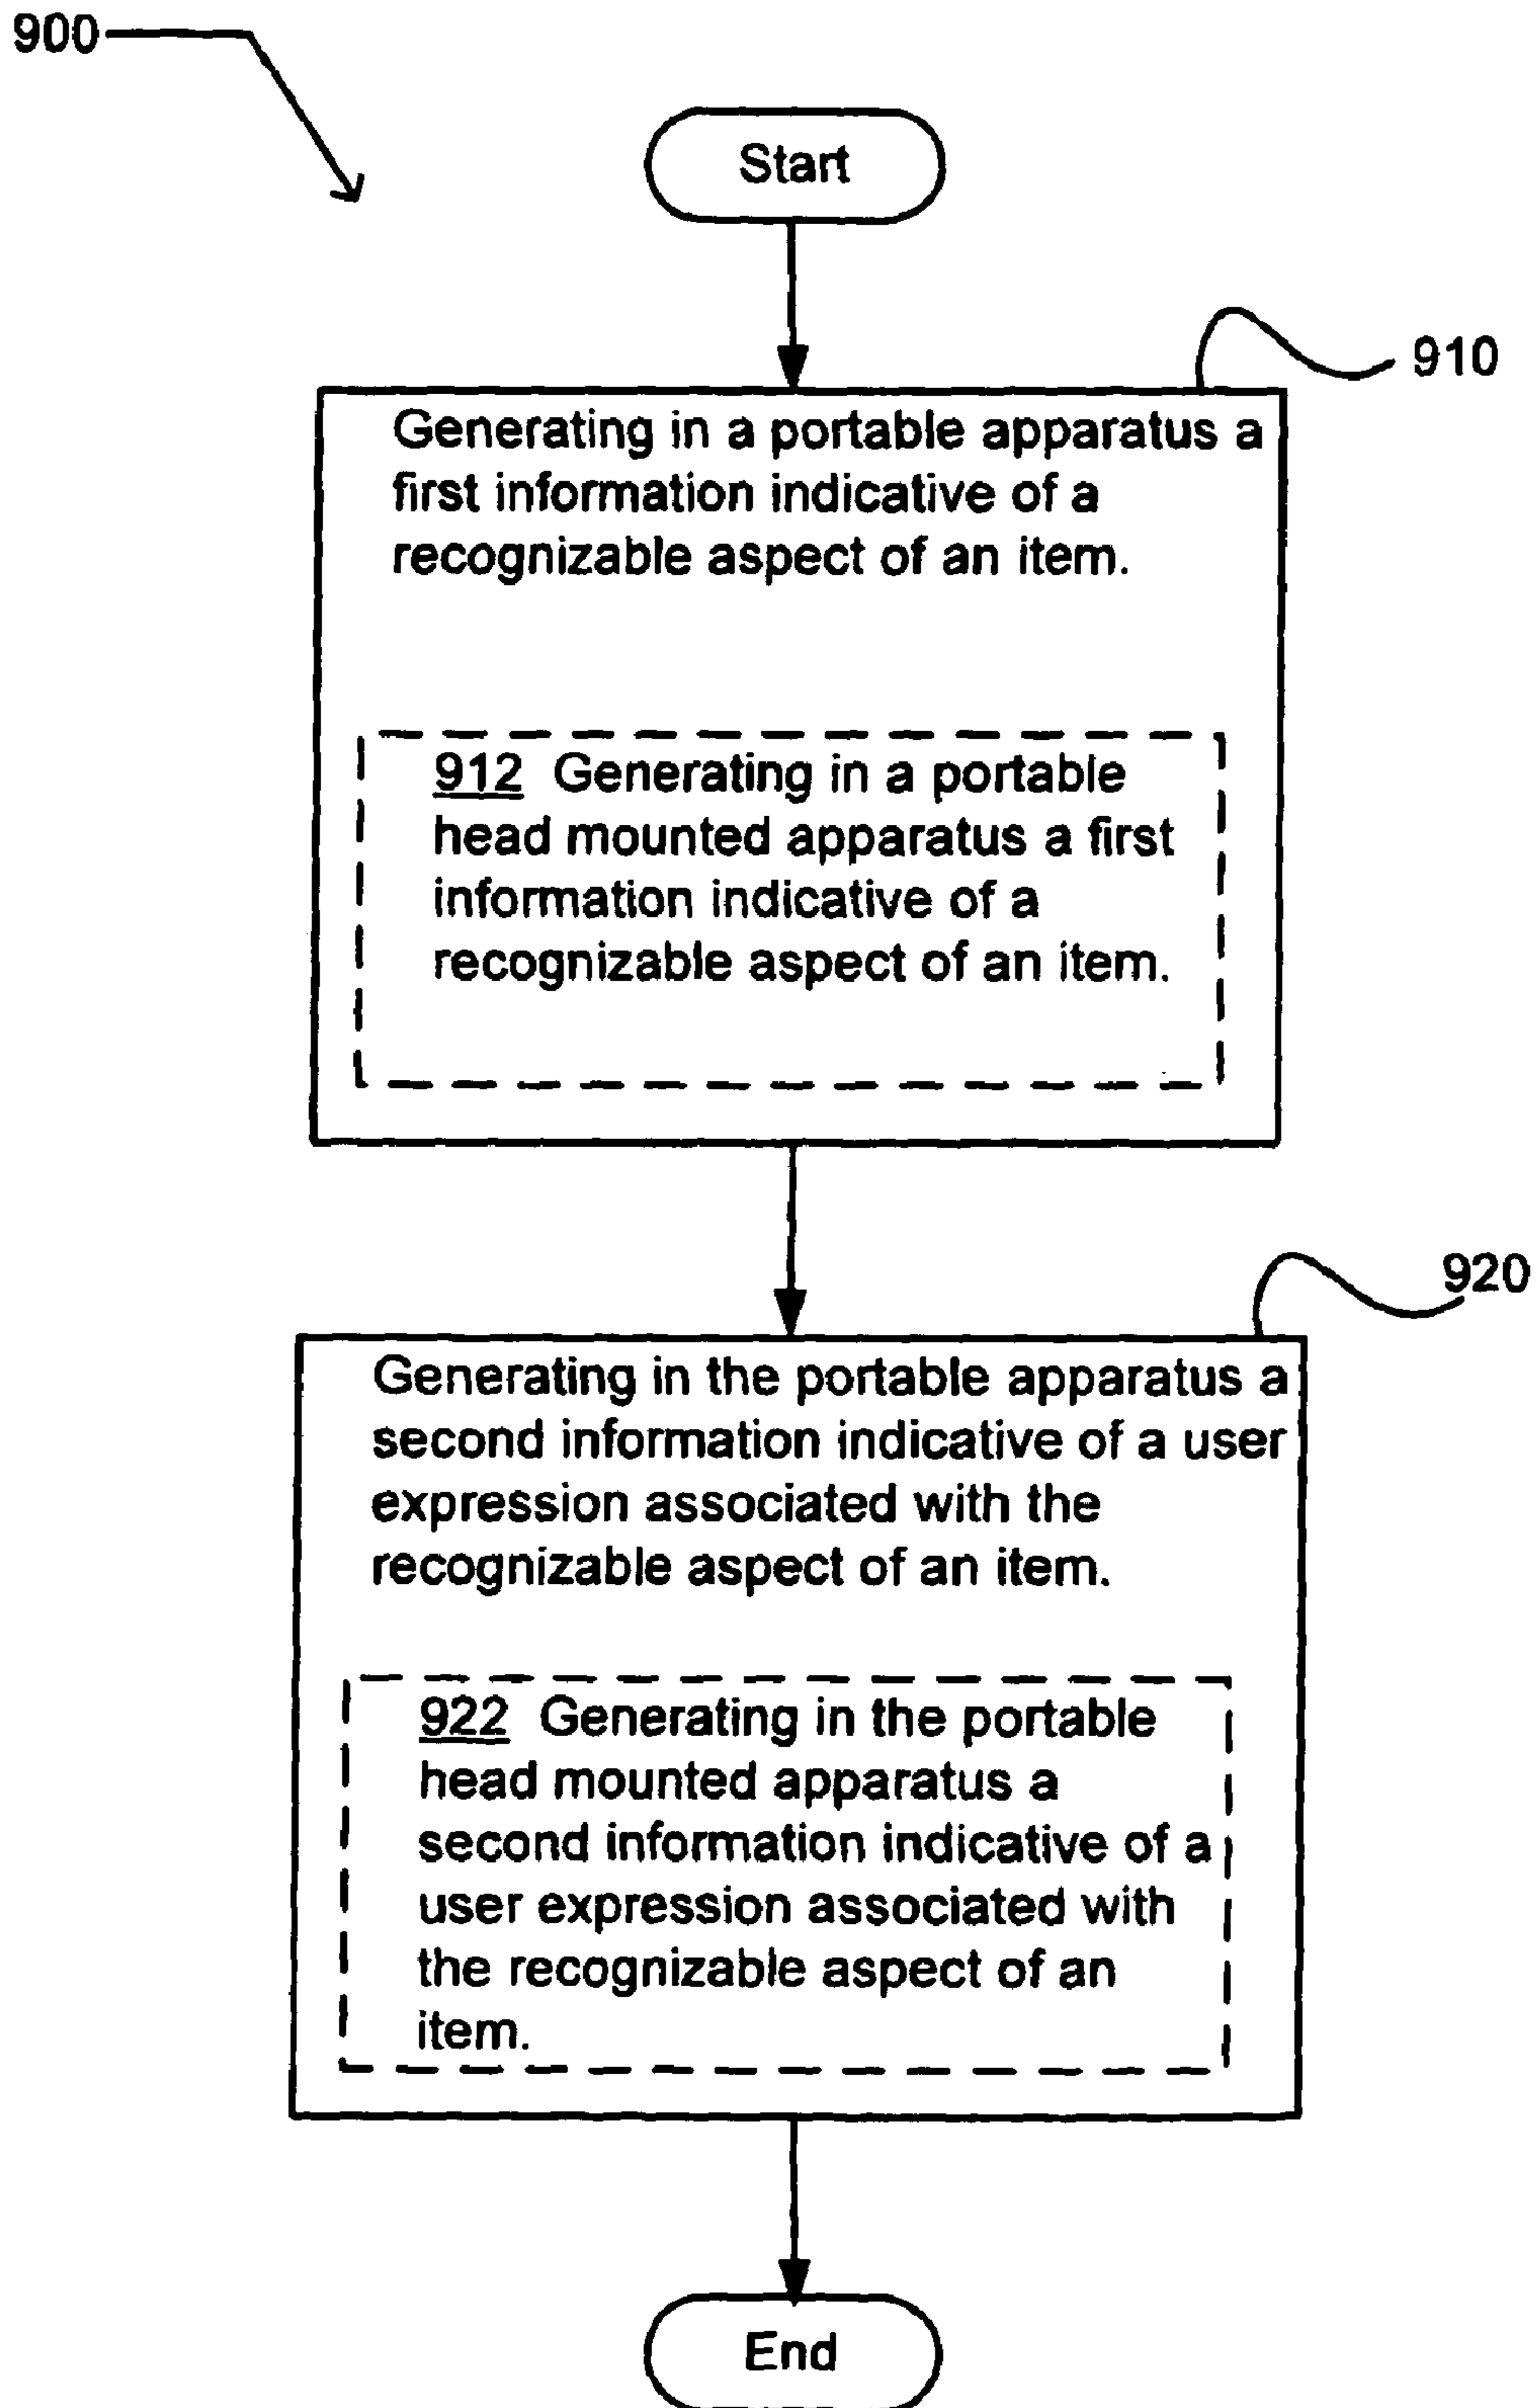 900
Start
910
Generating in a portable apparatus a
first information indicative of a
recognizable aspect of an item.
912 Generating in a portable
head mounted apparatus a first
information indicative of a
recognizable aspect of an item.
920
Generating in the portable apparatus a
second information indicative of a user
expression associated with the
recognizable aspect of an item.
922 Generating in the portable
head mounted apparatus a
second information indicative of a
user expression associated with
the recognizable aspect of an
item.
End